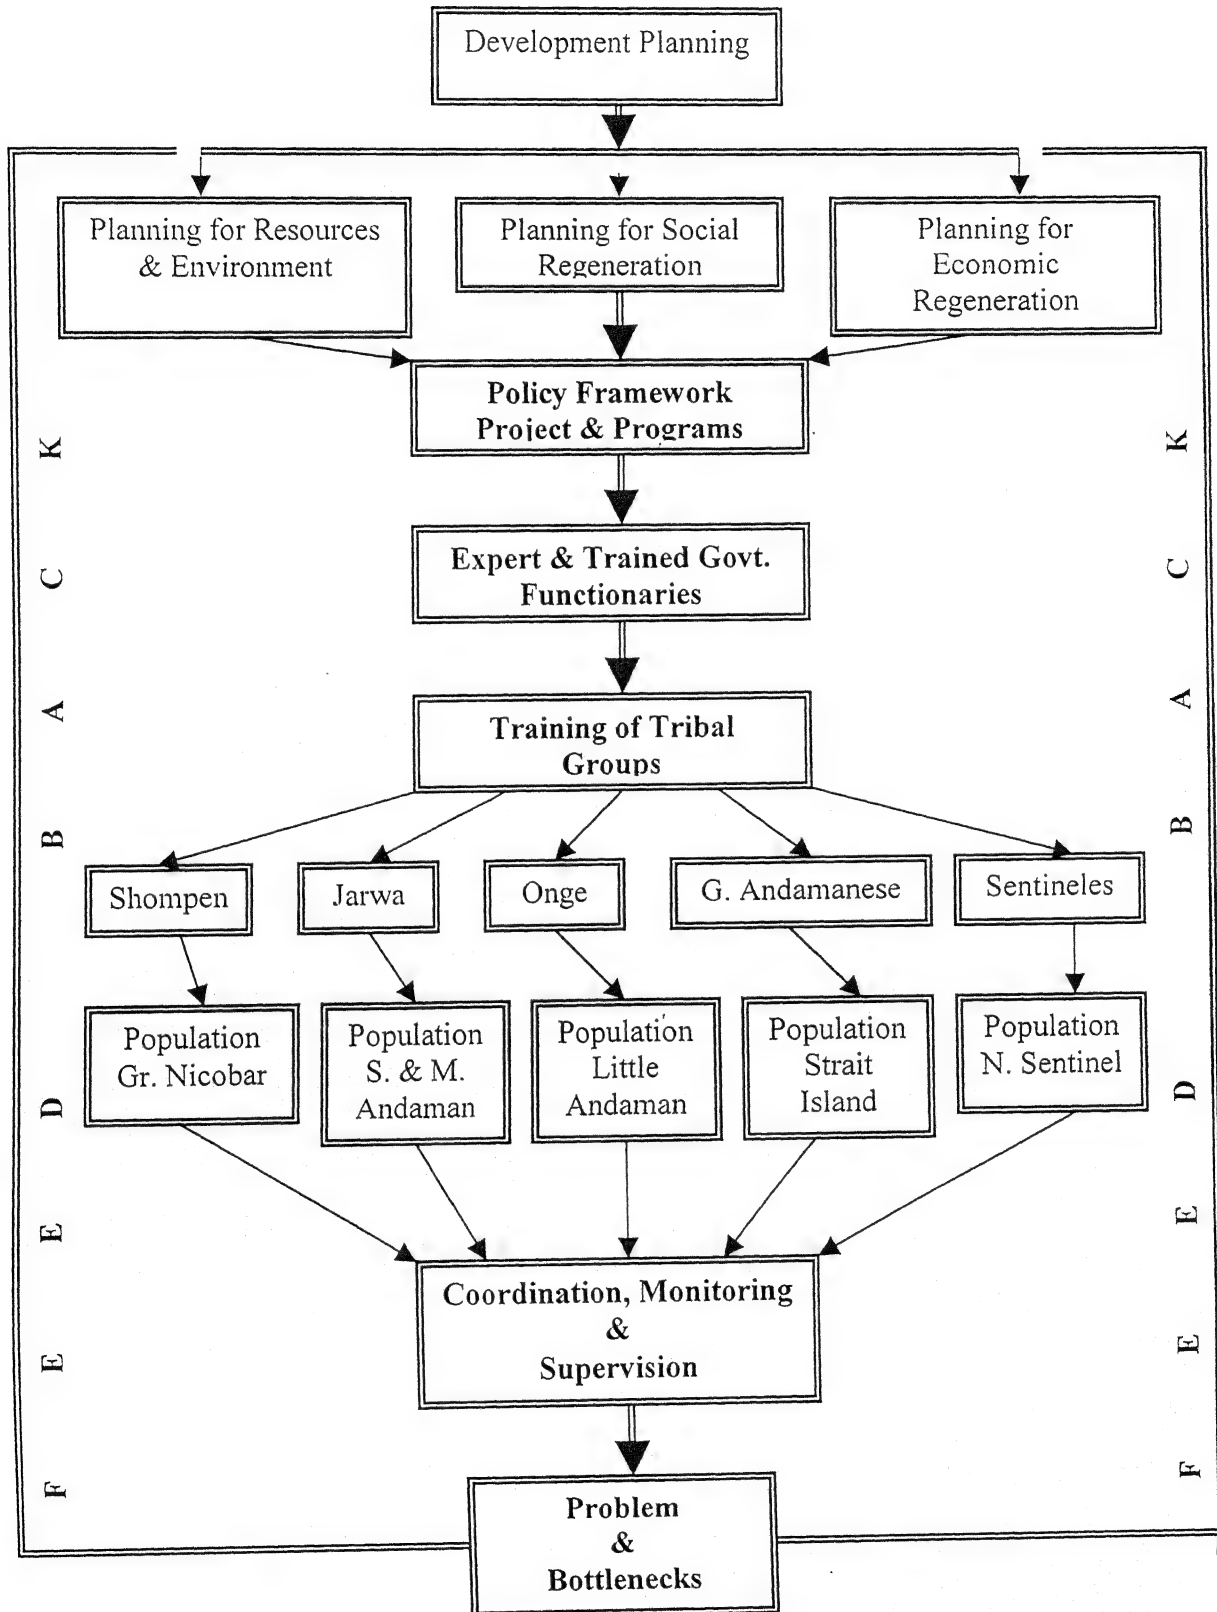 Development Planning
Planning for Resources
& Environment
Planning for Social
Regeneration
Planning for
Economic
Regeneration
Policy Framework
Project & Programs
Expert & Trained Govt.
Functionaries
Training of Tribal
Groups
Shompen
Jarwa
Onge
G. Andamanese
Sentineles
Population
Gr. Nicobar
Population
S. & M.
Andaman
Population
Little
Andaman
Population
Strait
Island
Population
N. Sentinel
Coordination, Monitoring
&
Supervision
Problem
&
Bottlenecks
F E E D B A C K
F E E D B A C K